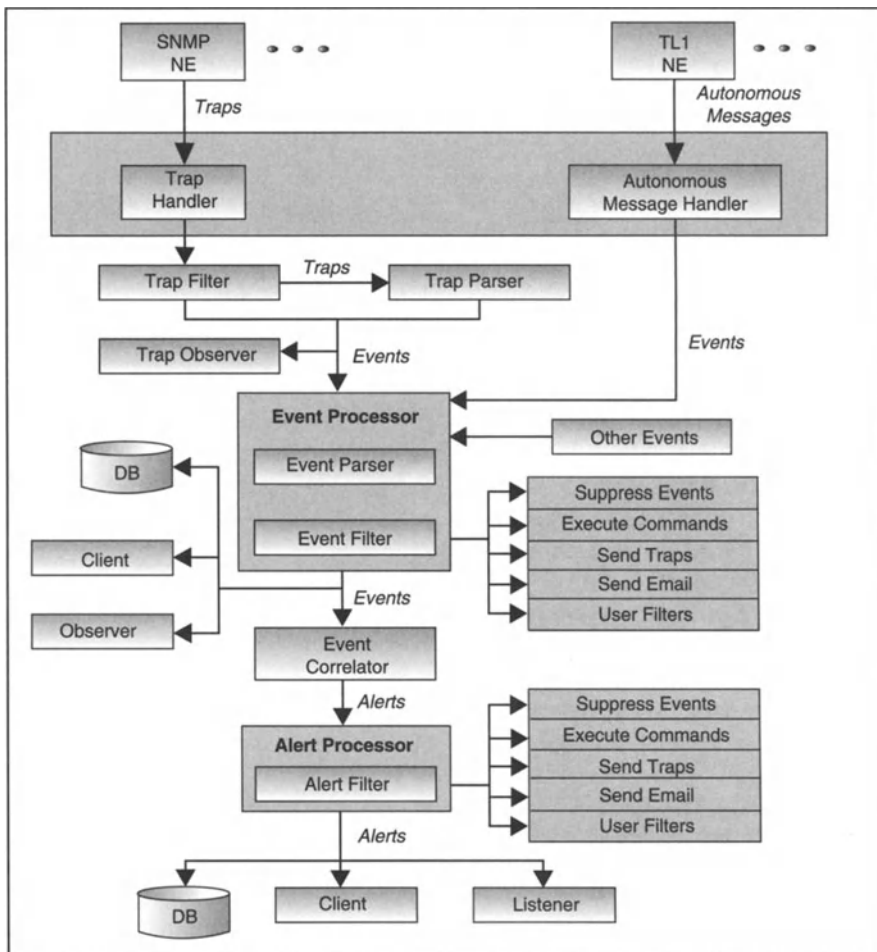 SNMP
NE
TL1
NE
Traps
Autonomous
Messages
Trap
Handler
Autonomous
Message Handler
Trap Filter
Traps
Trap Parser
Trap Observer
Events
Events
Event Processor
Other Events
Event Parser
DB
Suppress Events
Execute Commands
Event Filter
Send Traps
Client
Send Email
Events
User Filters
Observer
Event
Correlator
Alerts
Suppress Events
Execute Commands
Alert Processor
Send Traps
Alert Filter
Send Email
User Filters
Alerts
DB
Client
Listener